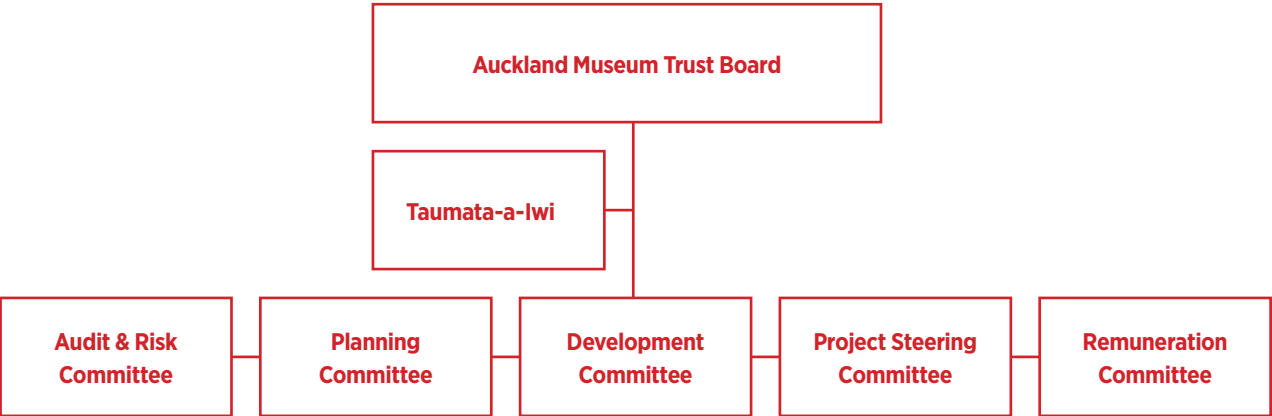 Auckland Museum Trust Board
Taumata-a-Iwi
Audit & Risk
Committee
Planning
Committee
Development
Committee
Project Steering
Committee
Remuneration
Committee